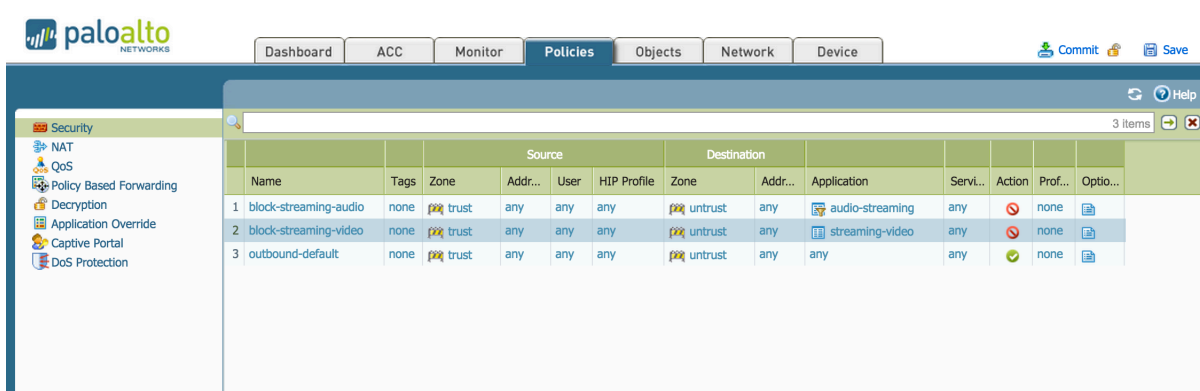 paloalto
NETWORKS
Dashboard ACC Monitor Policies Objects Network Device
Commit Save
Help
3 items
Security
NAT
QoS
Policy Based Forwarding
Decryption
Application Override
Captive Portal
DoS Protection
Source Destination
Name Tags Zone Addr... User HIP Profile Zone Addr... Application Servi... Action Prof... Optio...
1 block-streaming-audio none trust any any any untrust any audio-streaming any none
2 block-streaming-video none trust any any any untrust any streaming-video any none
3 outbound-default none trust any any any untrust any any any none